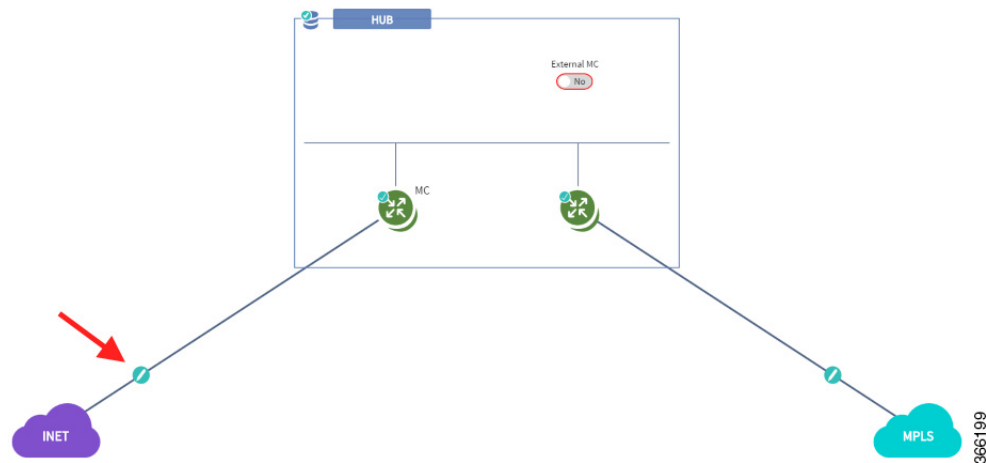 HUB
External MC
No
MC
INET
MPLS
366199